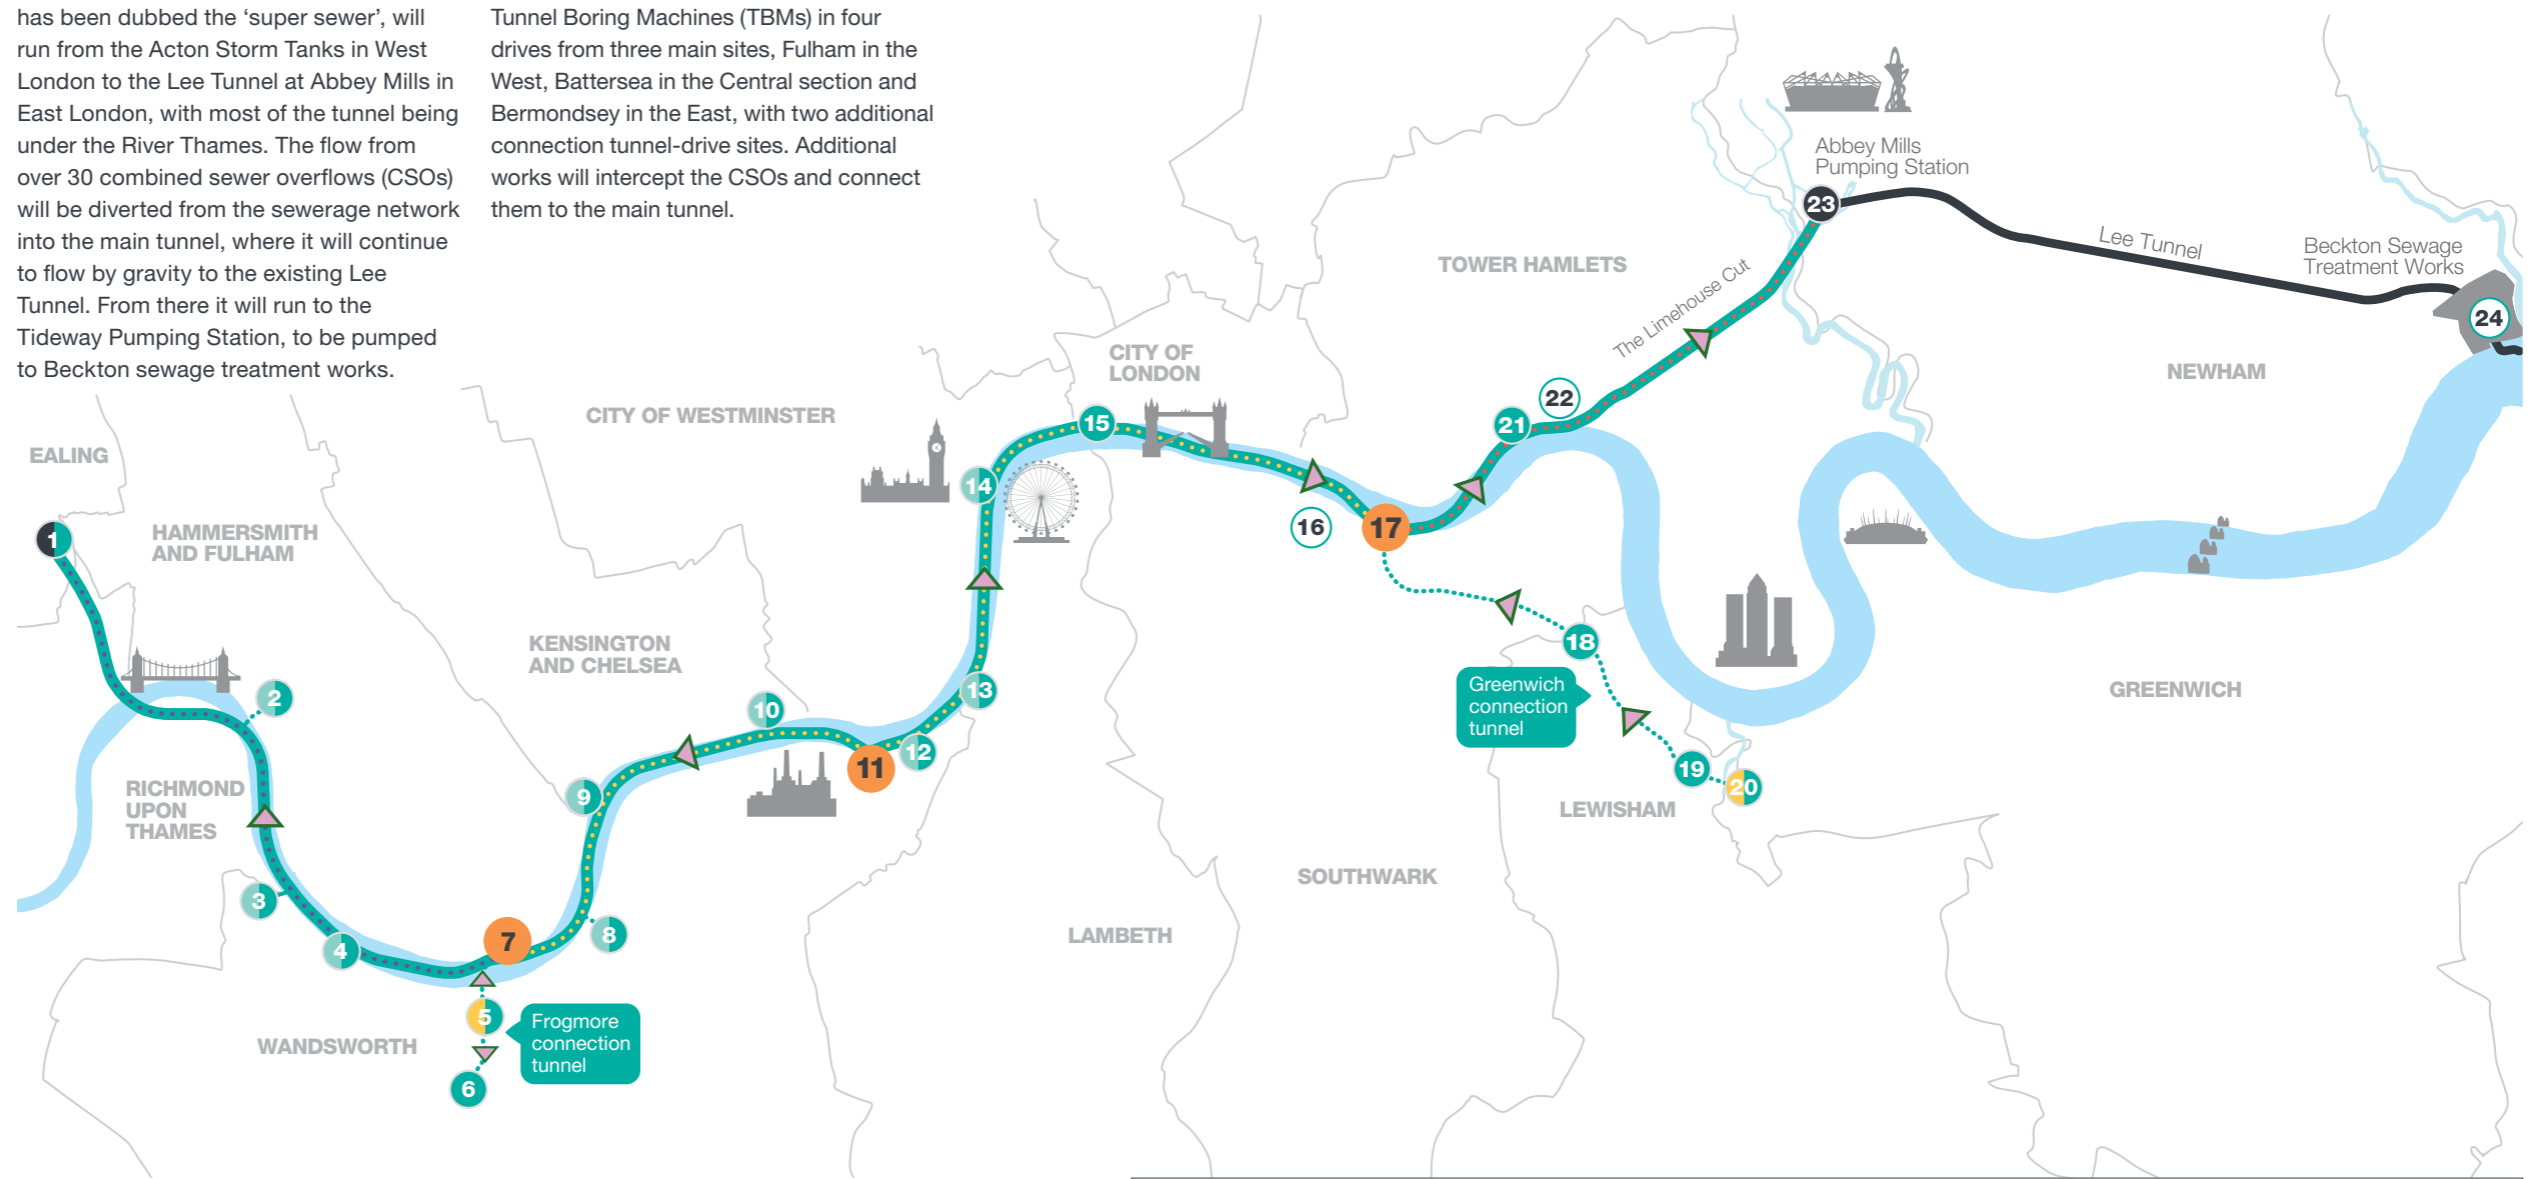 has been dubbed the ‘super sewer’, will
run from the Acton Storm Tanks in West
London to the Lee Tunnel at Abbey Mills in
East London, with most of the tunnel being
under the River Thames. The flow from
over 30 combined sewer overflows (CSOs)
will be diverted from the sewerage network
into the main tunnel, where it will continue
to flow by gravity to the existing Lee
Tunnel. From there it will run to the
Tideway Pumping Station, to be pumped
to Beckton sewage treatment works.
Tunnel Boring Machines (TBMs) in four
drives from three main sites, Fulham in the
West, Battersea in the Central section and
Bermondsey in the East, with two additional
connection tunnel-drive sites. Additional
works will intercept the CSOs and connect
them to the main tunnel.
Abbey Mills
Pumping Station
23
Lee Tunnel
Beckton Sewage
Treatment Works
24
TOWER HAMLETS
The Limehouse Cut
CITY OF
LONDON
NEWHAM
CITY OF WESTMINSTER
22
21
15
EALING
14
16
17
1
HAMMERSMITH
AND FULHAM
KENSINGTON
AND CHELSEA
18
Greenwich
connection
tunnel
GREENWICH
2
13
10
12
11
19
20
9
RICHMOND
UPON
THAMES
LEWISHAM
SOUTHWARK
3
4
7
8
LAMBETH
5
Frogmore
connection
tunnel
WANDSWORTH
6